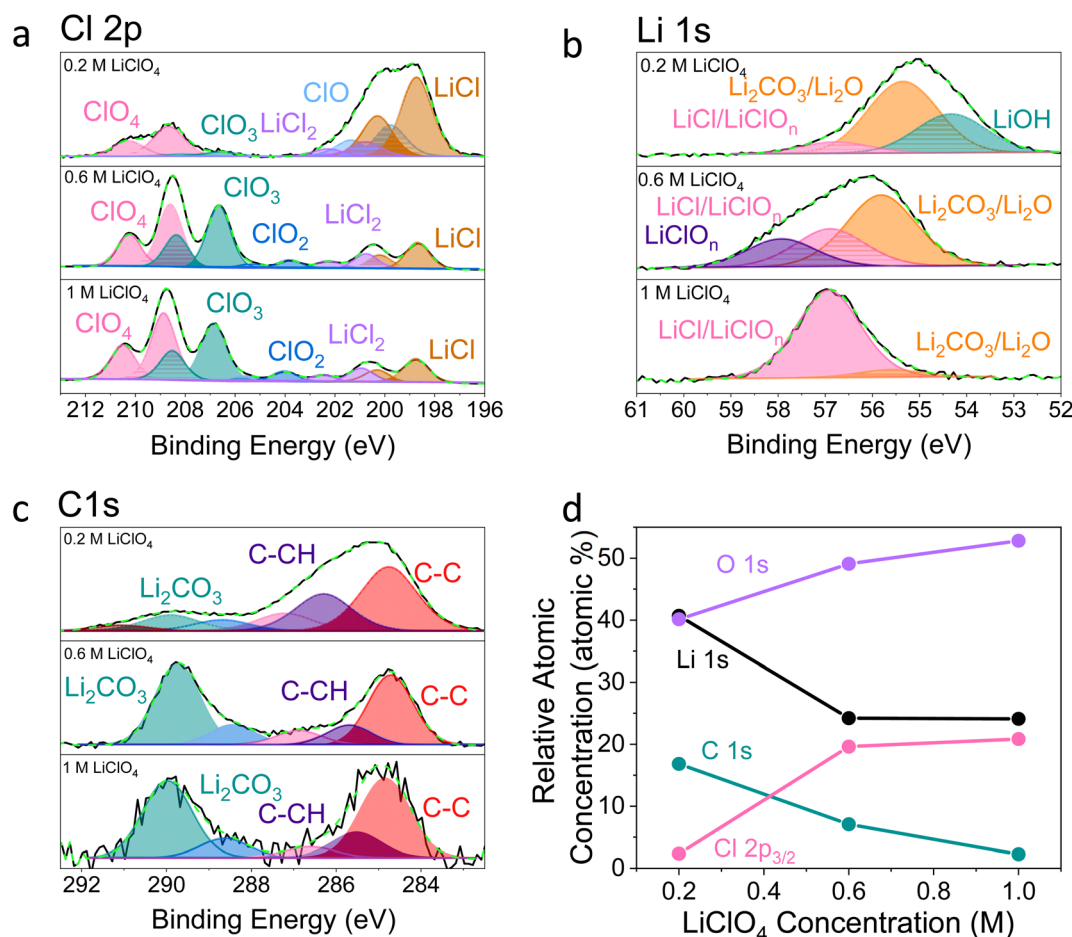 a
Cl 2p
0.2 M LiClO₄
ClO₄
ClO₃
LiCl₂
ClO
LiCl
0.6 M LiClO₄
ClO₄
ClO₃
ClO₂
LiCl₂
LiCl
1 M LiClO₄
ClO₄
ClO₃
ClO₂
LiCl₂
LiCl
212 210 208 206 204 202 200 198 196
Binding Energy (eV)
b
Li 1s
0.2 M LiClO₄
Li₂CO₃/Li₂O
LiCl/LiClOₙ
LiOH
0.6 M LiClO₄
LiCl/LiClOₙ
LiClOₙ
Li₂CO₃/Li₂O
1 M LiClO₄
LiCl/LiClOₙ
Li₂CO₃/Li₂O
61 60 59 58 57 56 55 54 53 52
Binding Energy (eV)
c
C1s
0.2 M LiClO₄
Li₂CO₃
C-CH
C-C
0.6 M LiClO₄
Li₂CO₃
C-CH
C-C
1 M LiClO₄
Li₂CO₃
C-CH
C-C
292 290 288 286 284
Binding Energy (eV)
d
Relative Atomic
Concentration (atomic %)
50
40
30
20
10
0
O 1s
Li 1s
C 1s
Cl 2p₃/₂
0.2 0.4 0.6 0.8 1.0
LiClO₄ Concentration (M)